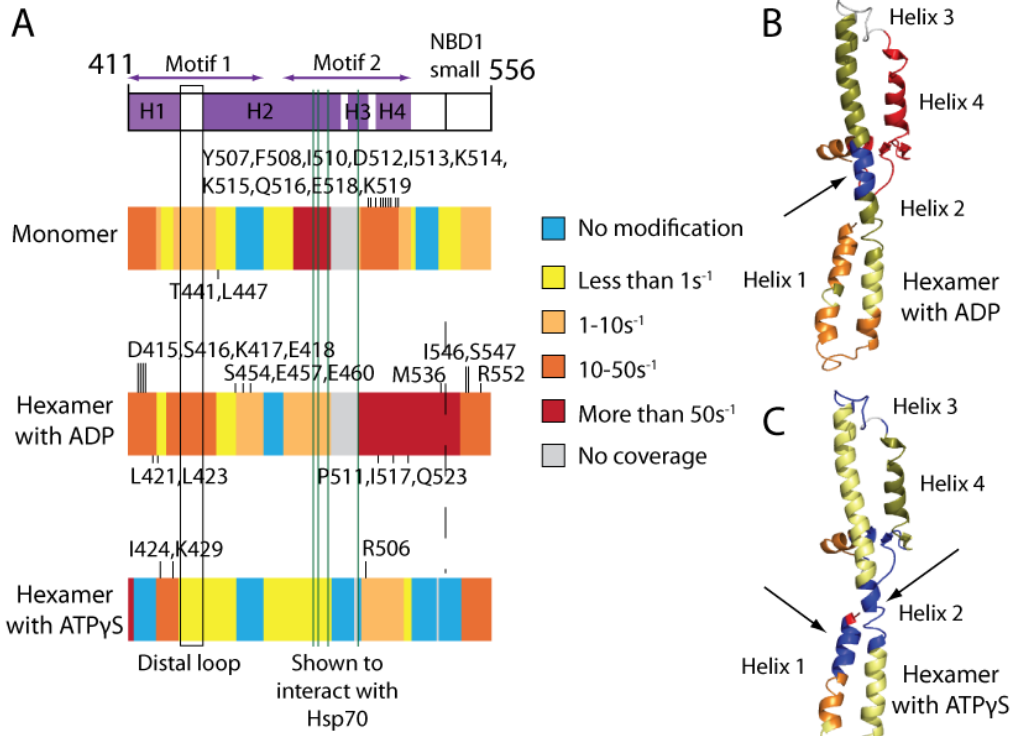 A
411
Motif 1
Motif 2
NBD1
small
556
H1
H2
H3
H4
Y507,F508,I510,D512,I513,K514,
K515,Q516,E518,K519
Monomer
T441,L447
D415,S416,K417,E418
S454,E457,E460
M536
I546,S547
R552
Hexamer
with ADP
L421,L423
P511,I517,Q523
I424,K429
R506
Hexamer
with ATPγS
Distal loop
Shown to
interact with
Hsp70
No modification
Less than 1s⁻¹
1-10s⁻¹
10-50s⁻¹
More than 50s⁻¹
No coverage
B
Helix 3
Helix 4
Helix 2
Helix 1
Hexamer
with ADP
C
Helix 3
Helix 4
Helix 2
Helix 1
Hexamer
with ATPγS